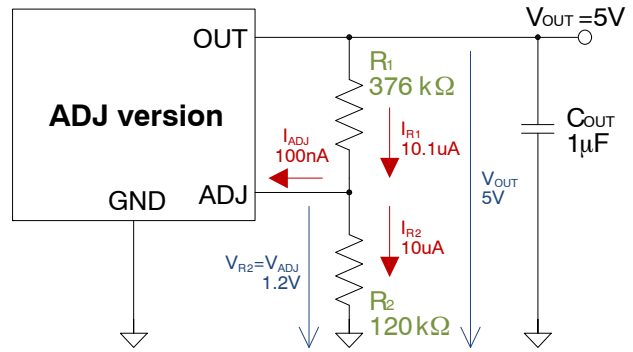 VOUT =5V
OUT
R1
376 kΩ
ADJ version
IADJ
100nA
IR1
10.1uA
COUT
1µF
VOUT
5V
GND
ADJ
IR2
10uA
VR2=VADJ
1.2V
R2
120 kΩ